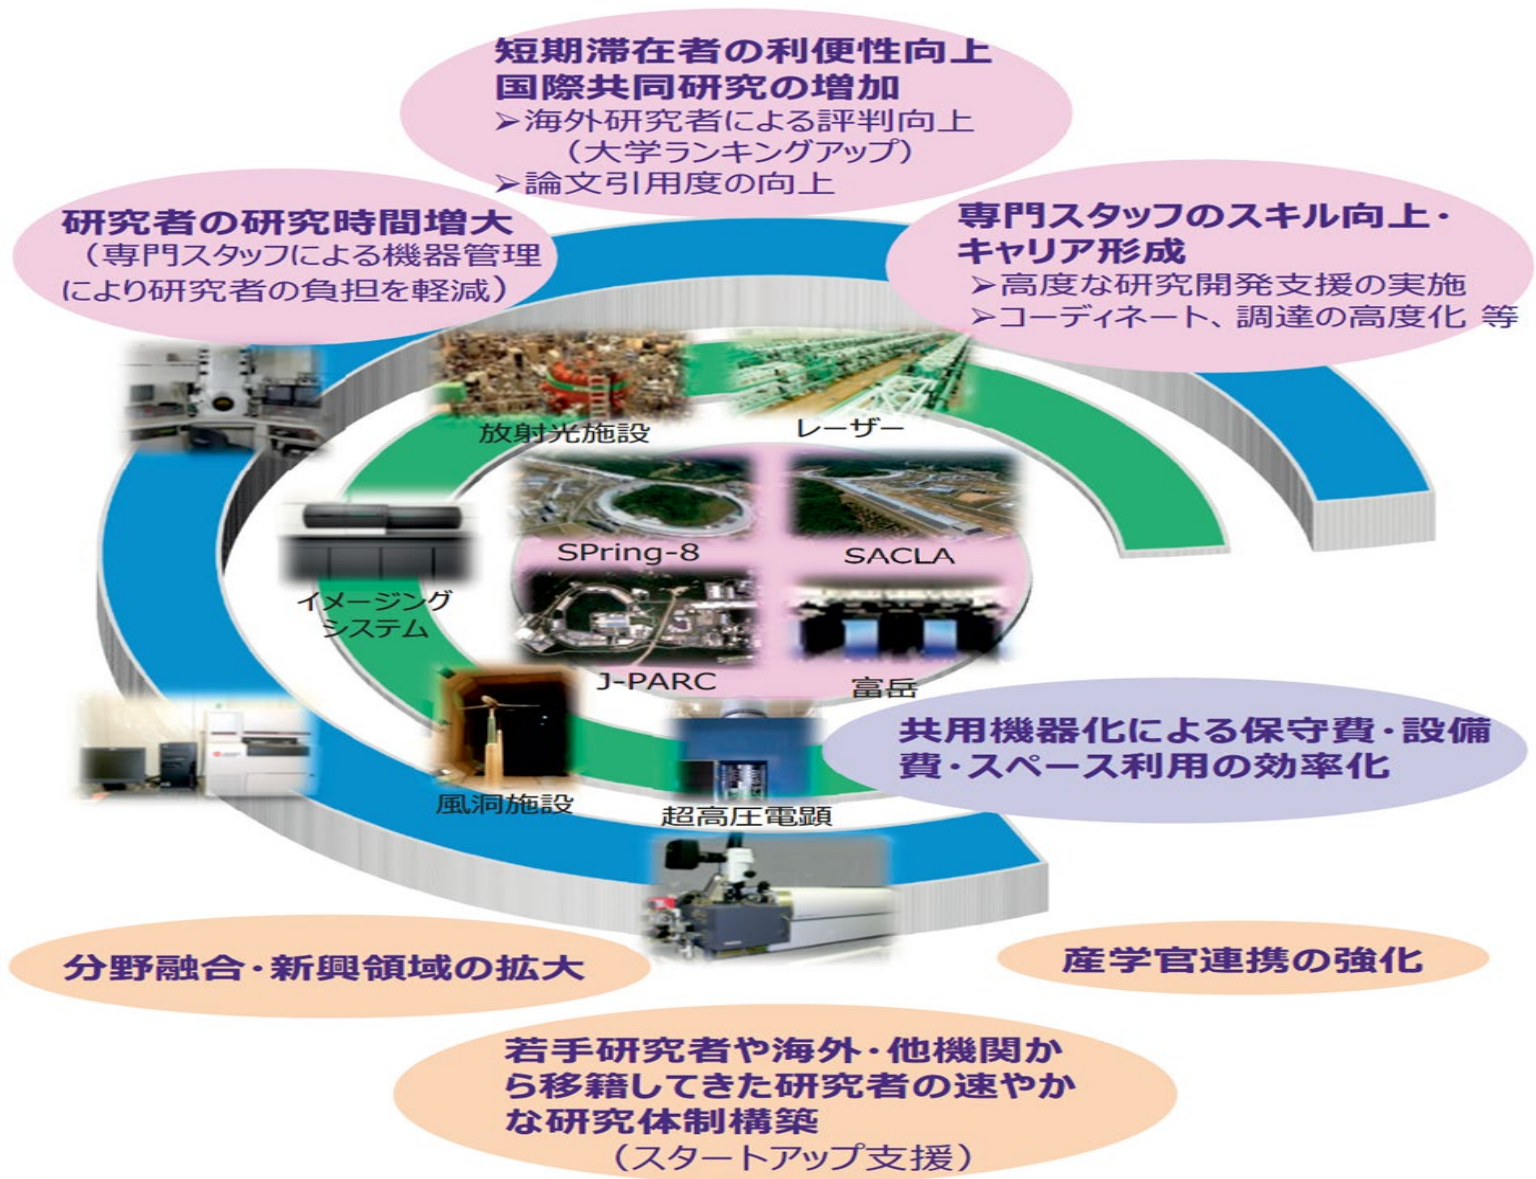 短期滞在者の利便性向上
国際共同研究の増加
➢海外研究者による評判向上
（大学ランキングアップ）
➢論文引用度の向上
研究者の研究時間増大
（専門スタッフによる機器管理
により研究者の負担を軽減）
専門スタッフのスキル向上・
キャリア形成
➢高度な研究開発支援の実施
➢コーディネート、調達の高度化 等
放射光施設
レーザー
SPring-8
SACLA
イメージング
システム
J-PARC
富岳
風洞施設
超高圧電顕
共用機器化による保守費・設備
費・スペース利用の効率化
分野融合・新興領域の拡大
産学官連携の強化
若手研究者や海外・他機関か
ら移籍してきた研究者の速やか
な研究体制構築
（スタートアップ支援）